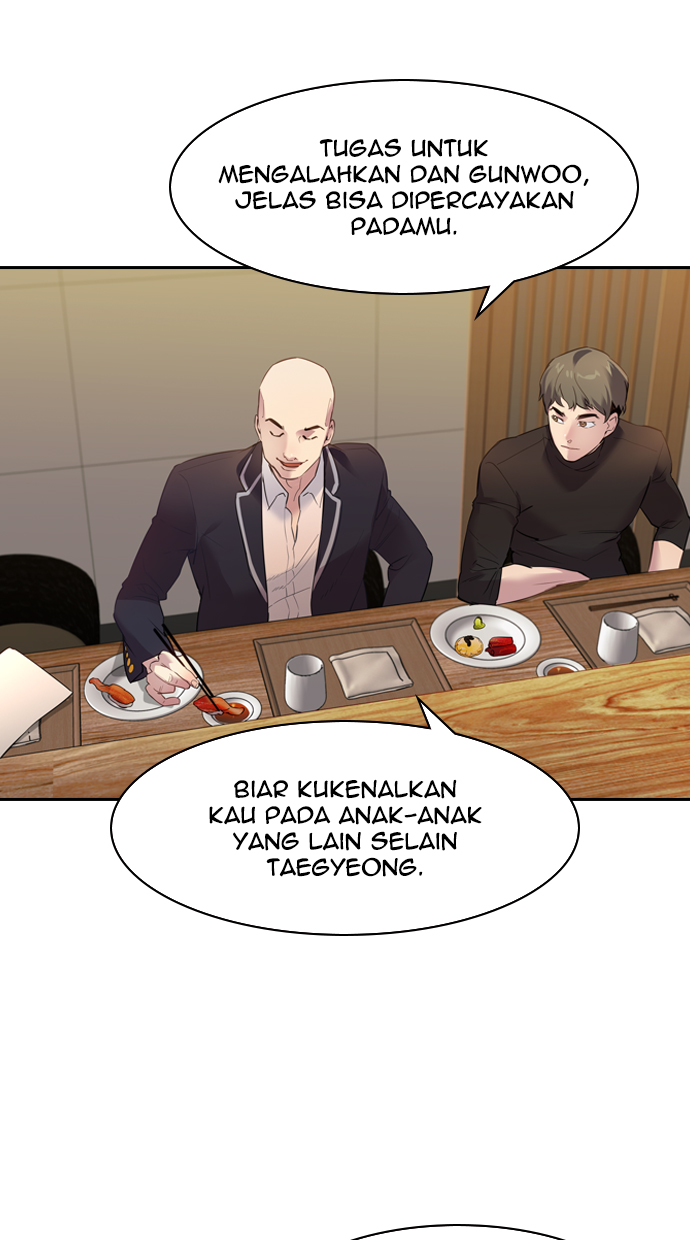 TUGAS UNTUK
MENGALAHKAN DAN GUNWOO,
JELAS BISA DIPERCAYAKAN
PADAMU.
BIAR KUKENALKAN
KAU PADA ANAK-ANAK
YANG LAIN SELAIN
TAEGYEONG.